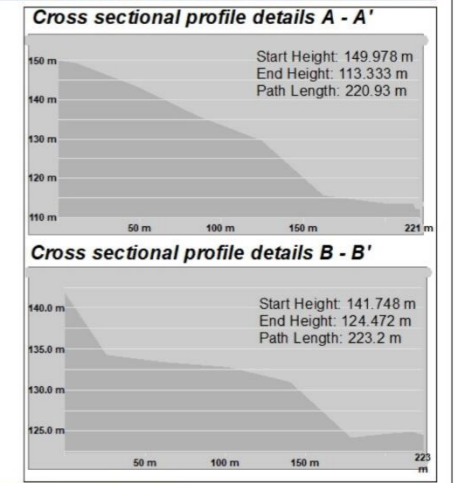 Cross sectional profile details A - A'
Start Height: 149.978 m
End Height: 113.333 m
Path Length: 220.93 m
150 m
140 m
130 m
120 m
110 m
50 m 100 m 150 m 221 m
Cross sectional profile details B - B'
Start Height: 141.748 m
End Height: 124.472 m
Path Length: 223.2 m
140.0 m
135.0 m
130.0 m
125.0 m
50 m 100 m 150 m 223
m